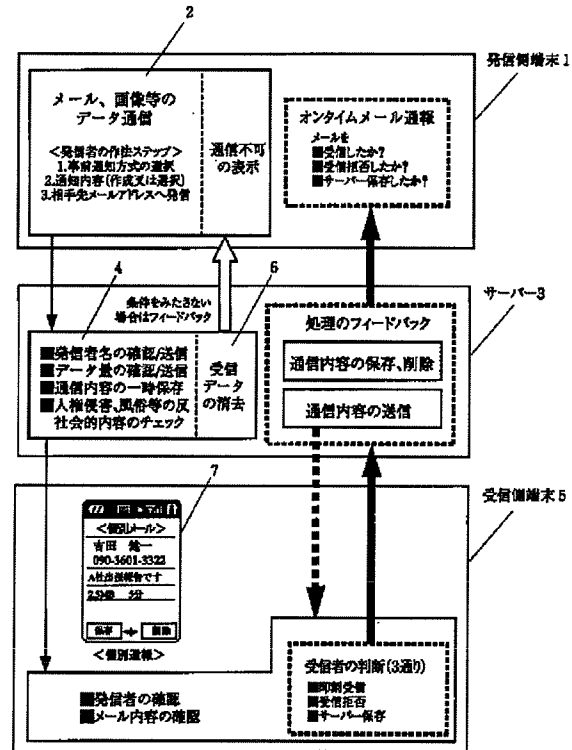 2
発信側端末1
メール、画像等の
データ通信
<発信者の作法ステップ>
1.事前通知方式の選択
2.通知内容(作成又は選択)
3.相手先メールアドレスへ発信
通信不可
の表示
オンタイムメール通報
メールを
■受信したか?
■受信拒否したか?
■サーバー保存したか?
条件をみたさない
場合はフィードバック
4
6
サーバー3
■発信者名の確認/送信
■データ量の確認/送信
■通信内容の一時保存
■人権侵害、風俗等の反
社会的内容のチェック
受信
データ
の消去
処理のフィードバック
通信内容の保存、削除
通信内容の送信
7
受信側端末5
<個別メール>
吉田 健一
090-3601-3322
A社出張報告です
2.5MB 5分
保存
削除
<個別通報>
■発信者の確認
■メール内容の確認
受信者の判断(3通り)
■即刻受信
■受信拒否
■サーバー保存